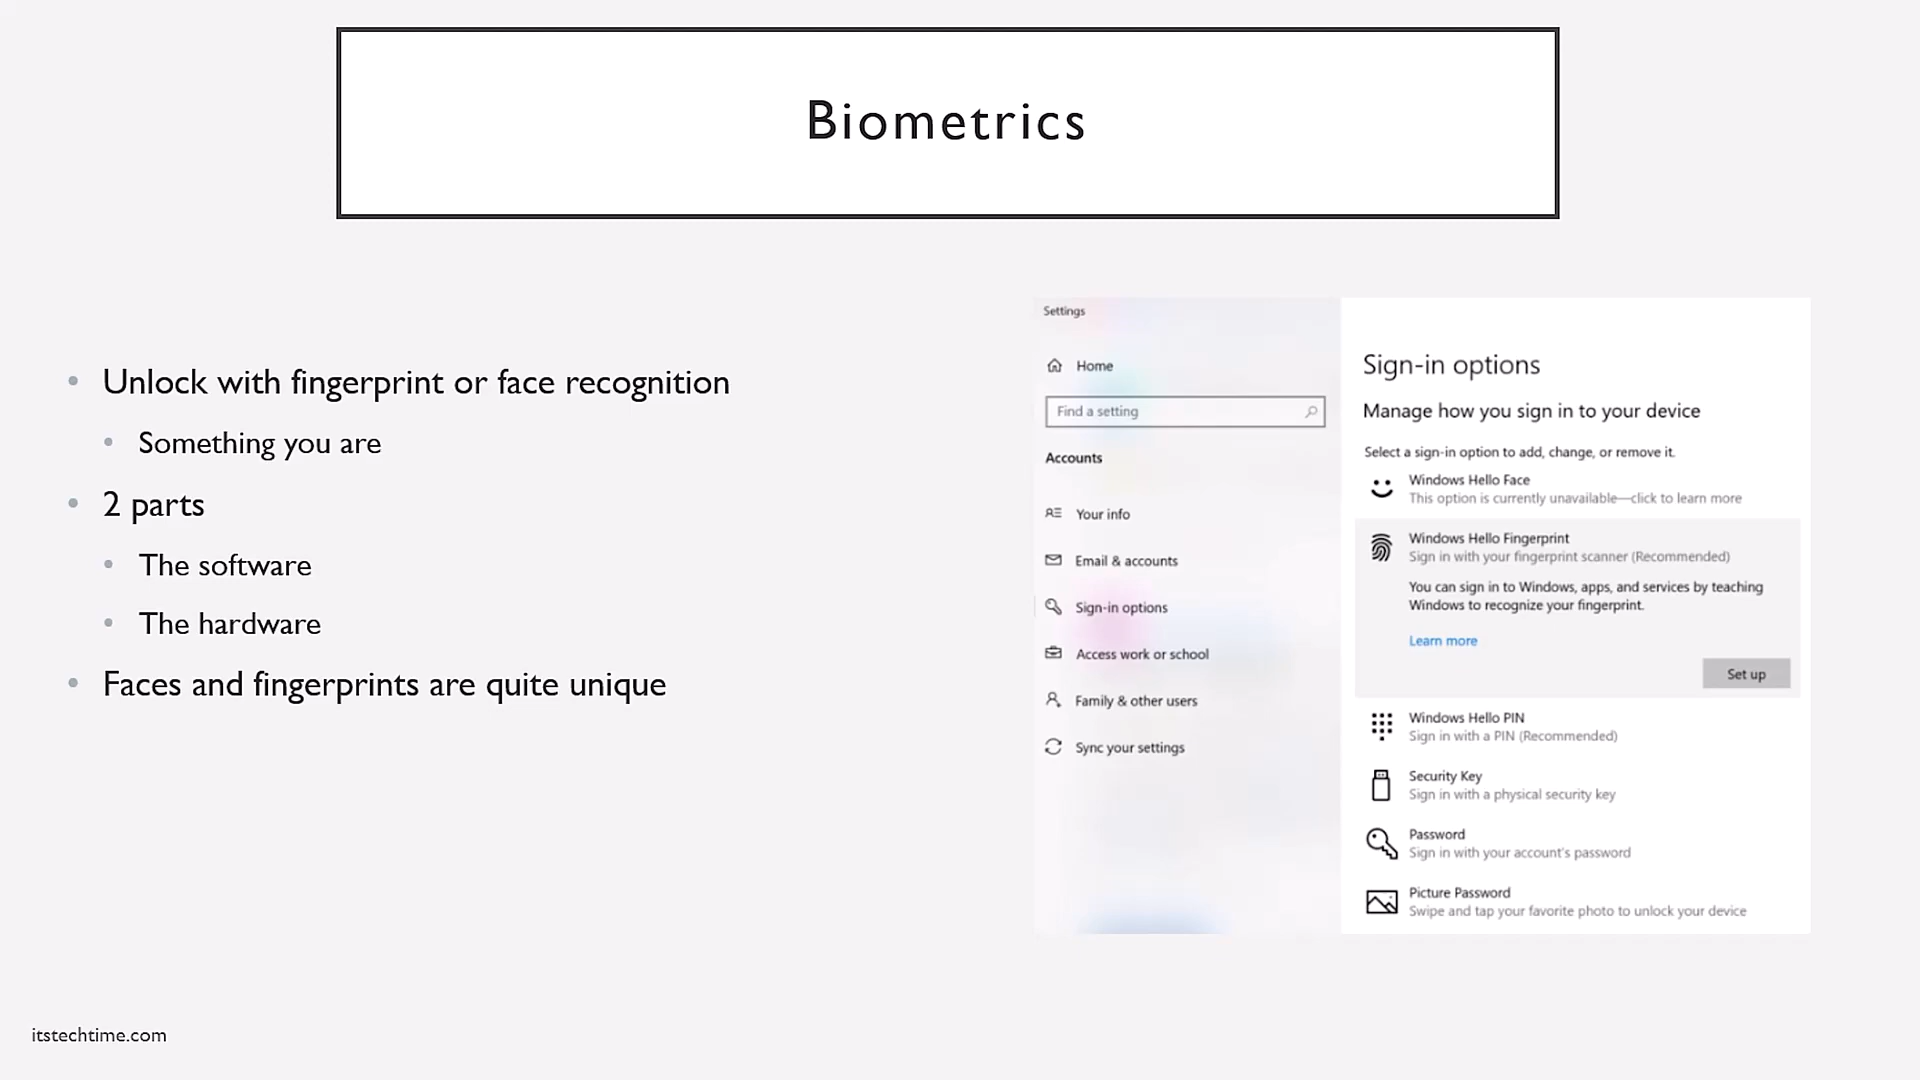 Biometrics
Unlock with fingerprint or face recognition
Something you are
2 parts
The software
The hardware
Faces and fingerprints are quite unique
Settings
Home
Find a setting
Accounts
Your info
Email & accounts
Sign-in options
Access work or school
Family & other users
Sync your settings
Sign-in options
Manage how you sign in to your device
Select a sign-in option to add, change, or remove it.
Windows Hello Face
This option is currently unavailable—click to learn more
Windows Hello Fingerprint
Sign in with your fingerprint scanner (Recommended)
You can sign in to Windows, apps, and services by teaching
Windows to recognize your fingerprint.
Learn more
Set up
Windows Hello PIN
Sign in with a PIN (Recommended)
Security Key
Sign in with a physical security key
Password
Sign in with your account's password
Picture Password
Swipe and tap your favorite photo to unlock your device
itstechtime.com